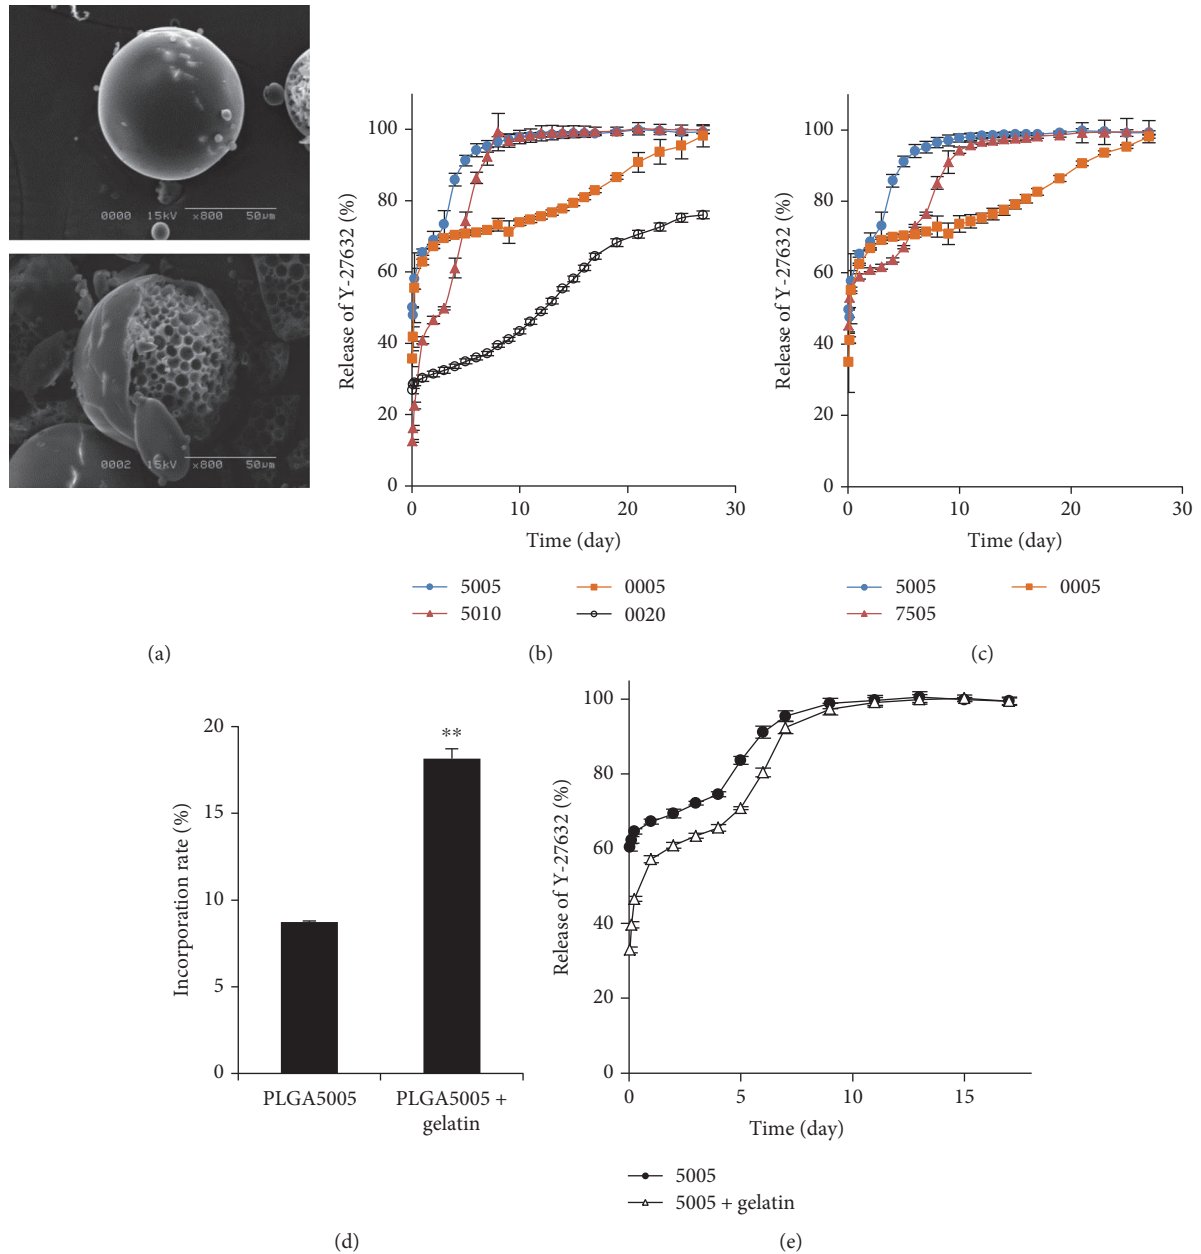 0000 15kV ×800 50µm
0002 15kV ×800 50µm
(a)
Release of Y-27632 (%)
100
80
60
40
20
0
0 10 20 30
Time (day)
5005 0005
5010 0020
(b)
Release of Y-27632 (%)
100
80
60
40
20
0
0 10 20 30
Time (day)
5005 0005
7505
(c)
Incorporation rate (%)
20
15
10
5
0
**
PLGA5005 PLGA5005 +
gelatin
(d)
Release of Y-27632 (%)
100
80
60
40
20
0
0 5 10 15
Time (day)
5005
5005 + gelatin
(e)